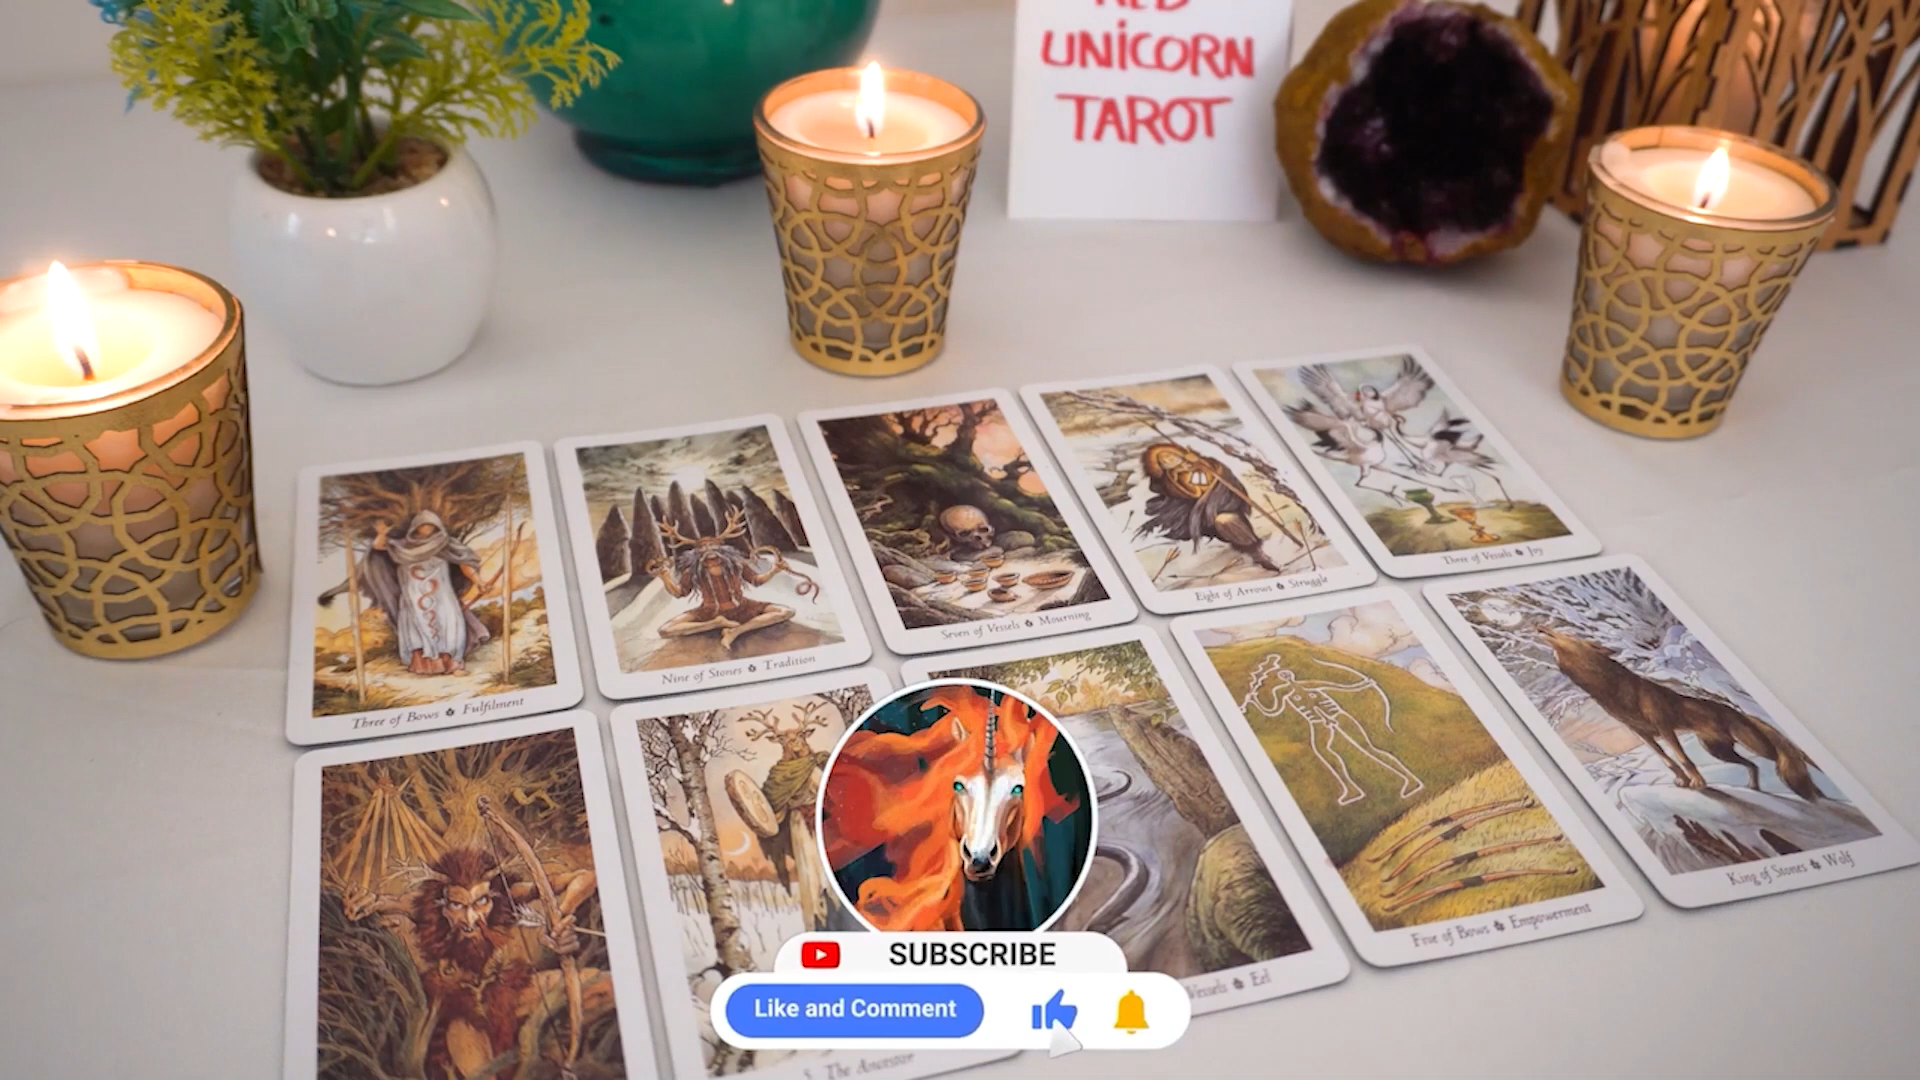 RED
UNICORN
TAROT
Three of Vessels Joy
Eight of Arrows Struggle
Seven of Vessels Mourning
Nine of Stones Tradition
Three of Bows Fulfilment
King of Stones Wolf
Five of Bows Empowerment
Vessels Eel
5. The Ancestor
SUBSCRIBE
Like and Comment